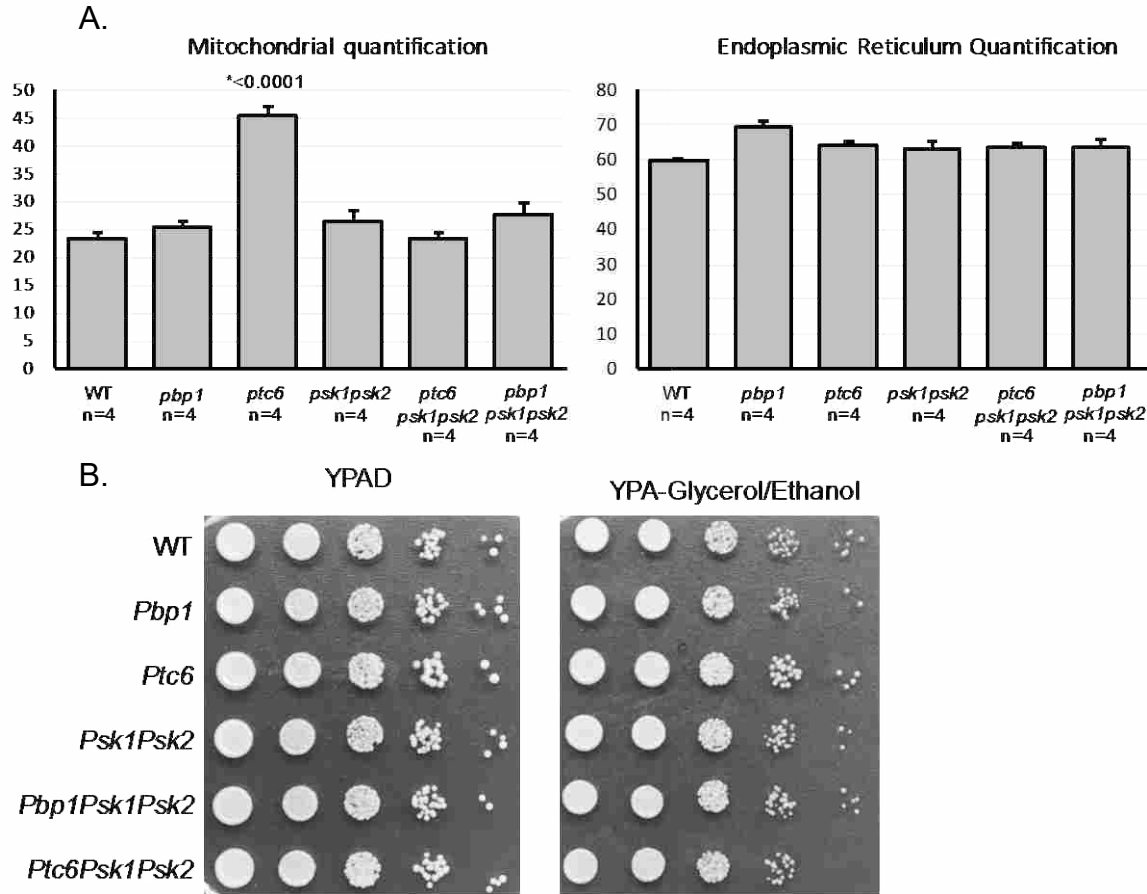 A.
Mitochondrial quantification
*<0.0001
50
45
40
35
30
25
20
15
10
5
0
WT
n=4
pbp1
n=4
ptc6
n=4
psk1psk2
n=4
ptc6
psk1psk2
n=4
pbp1
psk1psk2
n=4
Endoplasmic Reticulum Quantification
80
70
60
50
40
30
20
10
0
WT
n=4
pbp1
n=4
ptc6
n=4
psk1psk2
n=4
ptc6
psk1psk2
n=4
pbp1
psk1psk2
n=4
B.
YPAD
YPA-Glycerol/Ethanol
WT
Pbp1
Ptc6
Psk1Psk2
Pbp1Psk1Psk2
Ptc6Psk1Psk2